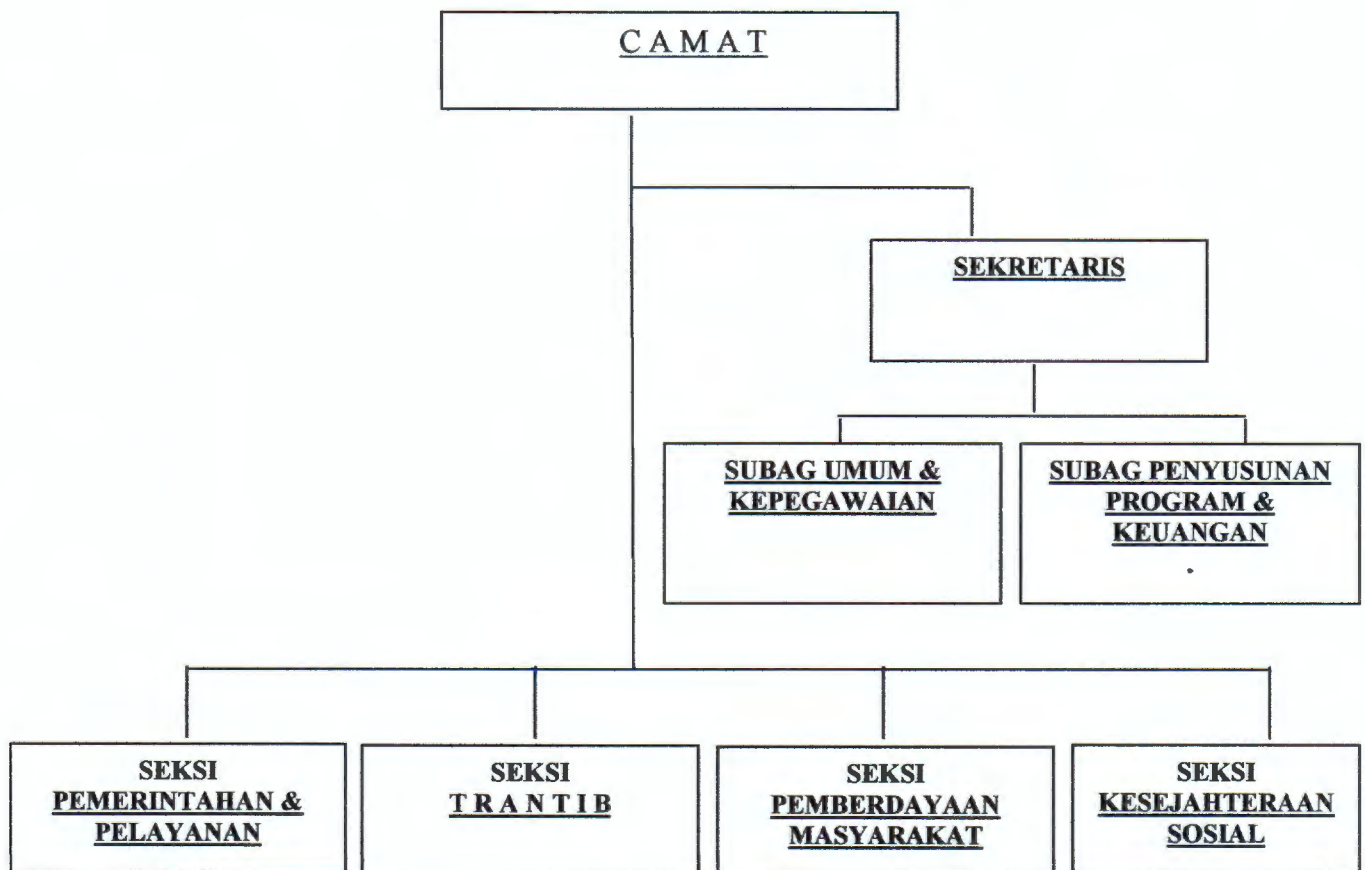 C A M A T
SEKRETARIS
SUBAG UMUM &
KEPEGAWAIAN
SUBAG PENYUSUNAN
PROGRAM &
KEUANGAN
SEKSI
PEMERINTAHAN &
PELAYANAN
SEKSI
T R A N T I B
SEKSI
PEMBERDAYAAN
MASYARAKAT
SEKSI
KESEJAHTERAAN
SOSIAL